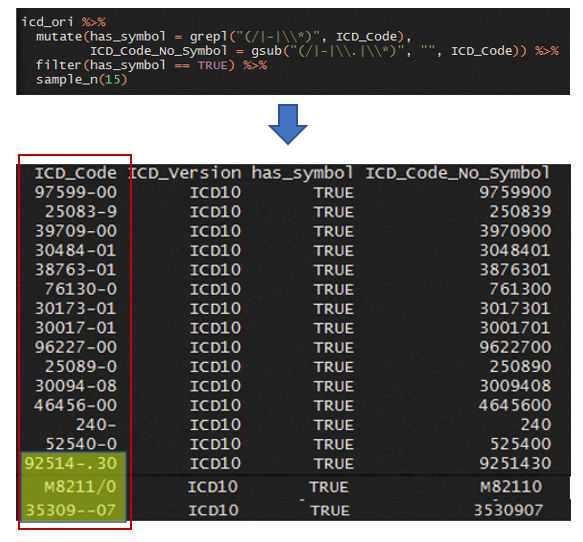 icd_ori %>%
mutate(has_symbol = grepl("(/|-|\\*)", ICD_Code),
ICD_Code_No_Symbol = gsub("(/|-|\\.|\\*)", "", ICD_Code)) %>%
filter(has_symbol == TRUE) %>%
sample_n(15)
ICD_Code ICD_Version has_symbol ICD_Code_No_Symbol
97599-00 ICD10 TRUE 9759900
25083-9 ICD10 TRUE 250839
39709-00 ICD10 TRUE 3970900
30484-01 ICD10 TRUE 3048401
38763-01 ICD10 TRUE 3876301
76130-0 ICD10 TRUE 761300
30173-01 ICD10 TRUE 3017301
30017-01 ICD10 TRUE 3001701
96227-00 ICD10 TRUE 9622700
25089-0 ICD10 TRUE 250890
30094-08 ICD10 TRUE 3009408
46456-00 ICD10 TRUE 4645600
240- ICD10 TRUE 240
52540-0 ICD10 TRUE 525400
92514-.30 ICD10 TRUE 9251430
M8211/0 ICD10 TRUE M82110
35309--07 ICD10 TRUE 3530907